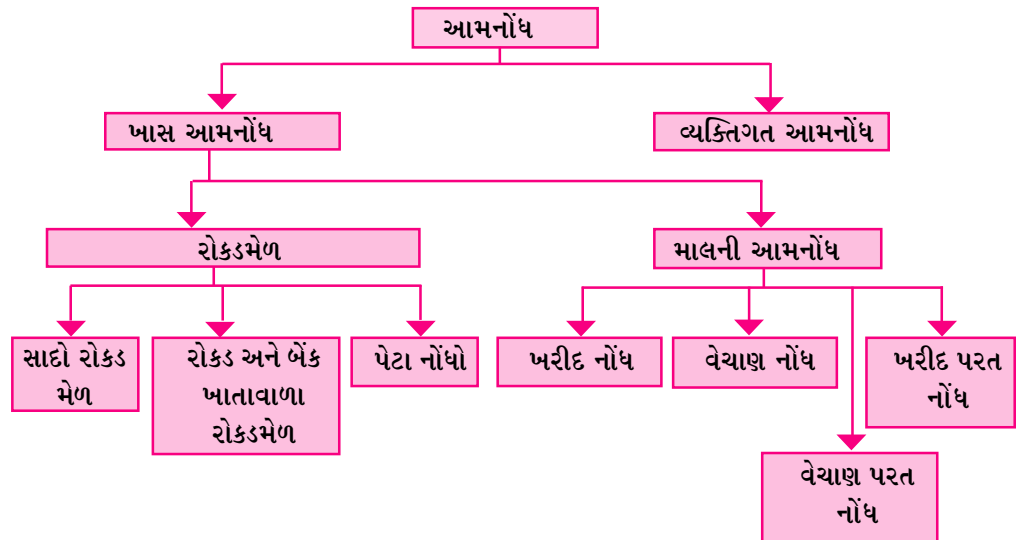 આમનોંધ
ખાસ આમનોંધ
વ્યક્તિગત આમનોંધ
રોકડમેળ
માલની આમનોંધ
સાદો રોકડ
મેળ
રોકડ અને બેંક
ખાતાવાળા
રોકડમેળ
પેટા નોંધો
ખરીદ નોંધ
વેચાણ નોંધ
ખરીદ પરત
નોંધ
વેચાણ પરત
નોંધ